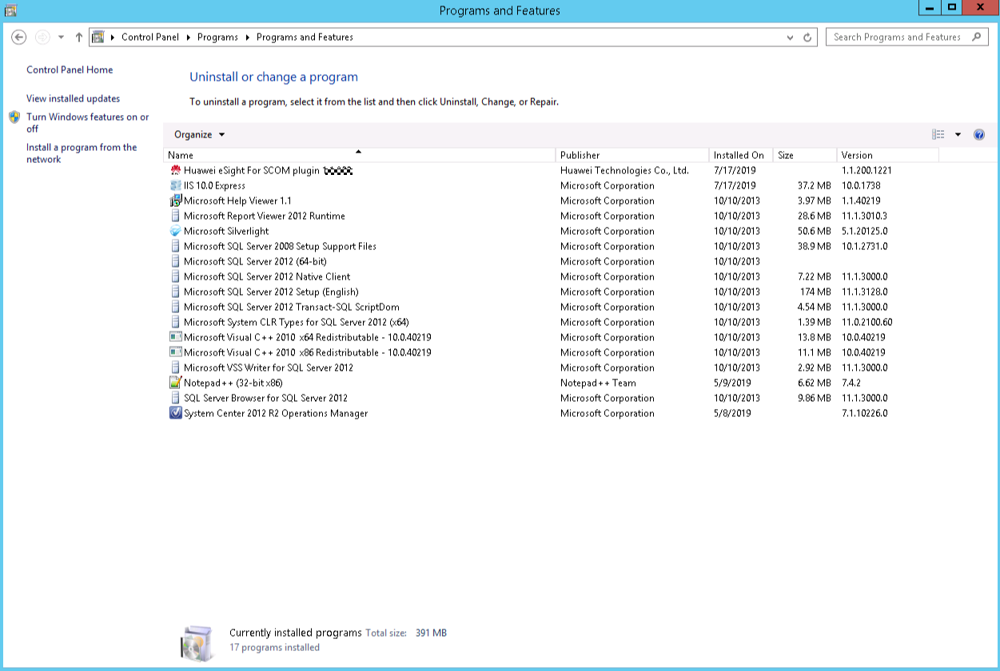 Programs and Features
Control Panel Programs Programs and Features Search Programs and Features
Control Panel Home
View installed updates
Turn Windows features on or
off
Install a program from the
network
Uninstall or change a program
To uninstall a program, select it from the list and then click Uninstall, Change, or Repair.
Organize
Name Publisher Installed On Size Version
Huawei eSight For SCOM plugin Huawei Technologies Co., Ltd. 7/17/2019 1.1.200.1221
IIS 10.0 Express Microsoft Corporation 7/17/2019 37.2 MB 10.0.1738
Microsoft Help Viewer 1.1 Microsoft Corporation 10/10/2013 3.97 MB 1.1.40219
Microsoft Report Viewer 2012 Runtime Microsoft Corporation 10/10/2013 28.6 MB 11.1.3010.3
Microsoft Silverlight Microsoft Corporation 10/10/2013 50.6 MB 5.1.20125.0
Microsoft SQL Server 2008 Setup Support Files Microsoft Corporation 10/10/2013 38.9 MB 10.1.2731.0
Microsoft SQL Server 2012 (64-bit) Microsoft Corporation 10/10/2013
Microsoft SQL Server 2012 Native Client Microsoft Corporation 10/10/2013 7.22 MB 11.1.3000.0
Microsoft SQL Server 2012 Setup (English) Microsoft Corporation 10/10/2013 174 MB 11.1.3128.0
Microsoft SQL Server 2012 Transact-SQL ScriptDom Microsoft Corporation 10/10/2013 4.54 MB 11.1.3000.0
Microsoft System CLR Types for SQL Server 2012 (x64) Microsoft Corporation 10/10/2013 1.39 MB 11.0.2100.60
Microsoft Visual C++ 2010 x64 Redistributable - 10.0.40219 Microsoft Corporation 10/10/2013 13.8 MB 10.0.40219
Microsoft Visual C++ 2010 x86 Redistributable - 10.0.40219 Microsoft Corporation 10/10/2013 11.1 MB 10.0.40219
Microsoft VSS Writer for SQL Server 2012 Microsoft Corporation 10/10/2013 2.92 MB 11.1.3000.0
Notepad++ (32-bit x86) Notepad++ Team 5/9/2019 6.62 MB 7.4.2
SQL Server Browser for SQL Server 2012 Microsoft Corporation 10/10/2013 9.86 MB 11.1.3000.0
System Center 2012 R2 Operations Manager Microsoft Corporation 5/8/2019 7.1.10226.0
Currently installed programs Total size: 391 MB
17 programs installed